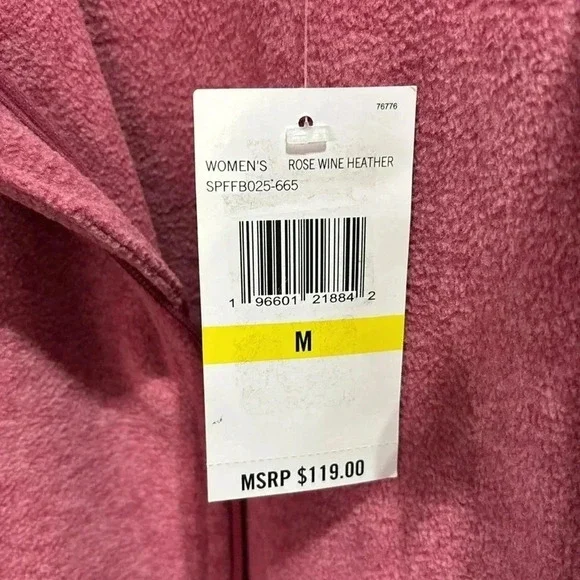 76776
WOMEN'S ROSE WINE HEATHER
SPFFB025-665
1 96601 21884 2
M
MSRP $119.00